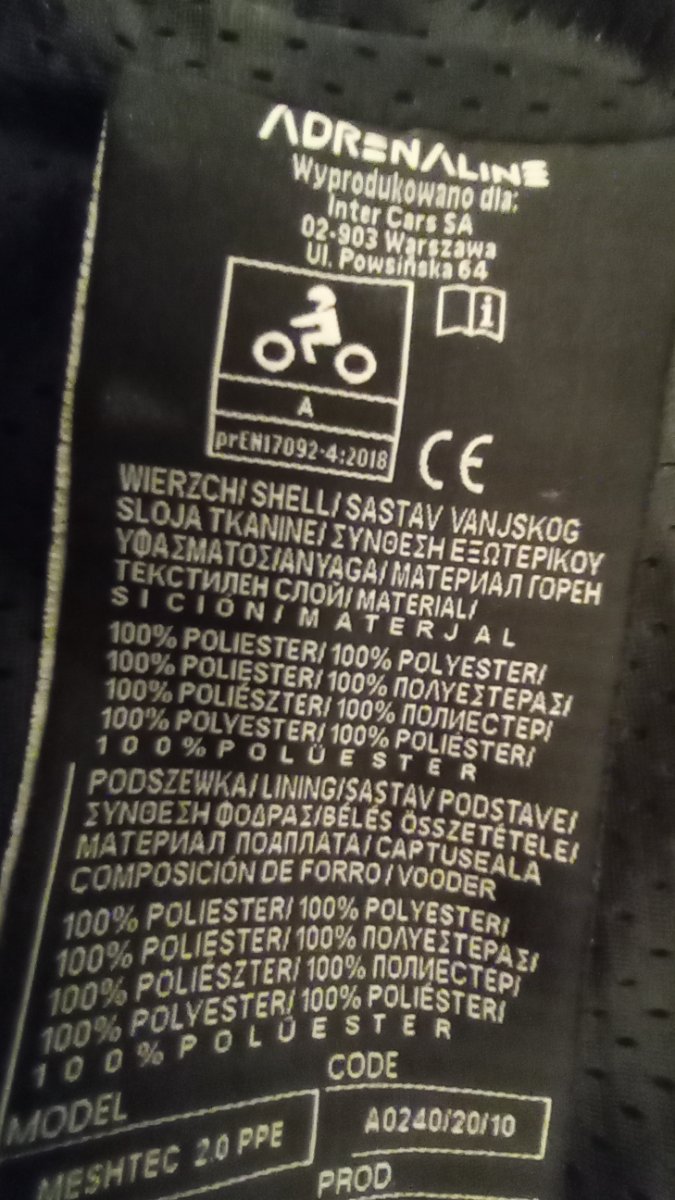 ADRENALINE
Wyprodukowano dla:
Inter Cars SA
02-903 Warszawa
Ul. Powsińska 64
i
A
prEN17092-4:2018
CE
WIERZCH/ SHELL/ SASTAV VANJSKOG
SLOJA TKANINE/ ΣΥΝΘΕΣΗ ΕΞΩΤΕΡΙΚΟΥ
ΥΦΑΣΜΑΤΟΣ/ANYAGA/ МАТЕРИАЛ ГОРЕН
ТЕКСТИЛЕН СЛОЙ/ MATERIAL/
SICIÓN/MATERJAL
100% POLIESTER/ 100% POLYESTER/
100% POLIESTER/ 100% ΠΟΛΥΕΣΤΕΡΑΣ/
100% POLIÉSZTER/ 100% ПОЛИЕСТЕР/
100% POLYESTER/ 100% POLIÉSTER/
100% POLÜESTER
PODSZEWKA/ LINING/SASTAV PODSTAVE/
ΣΥΝΘΕΣΗ ΦΟΔΡΑΣ/BÉLÉS ÖSSZETÉTELE/
МАТЕРИАЛ ПОДПЛАТА/ CAPTUSEALA
COMPOSICIÓN DE FORRO/ VOODER
100% POLIESTER/ 100% POLYESTER/
100% POLIESTER/ 100% ΠΟΛΥΕΣΤΕΡΑΣ/
100% POLIÉSZTER/ 100% ПОЛИЕСТЕР/
100% POLYESTER/ 100% POLIÉSTER/
100% POLÜESTER
CODE
MODEL
A0240/20/10
MESHTEC 2.0 PPE
PROD